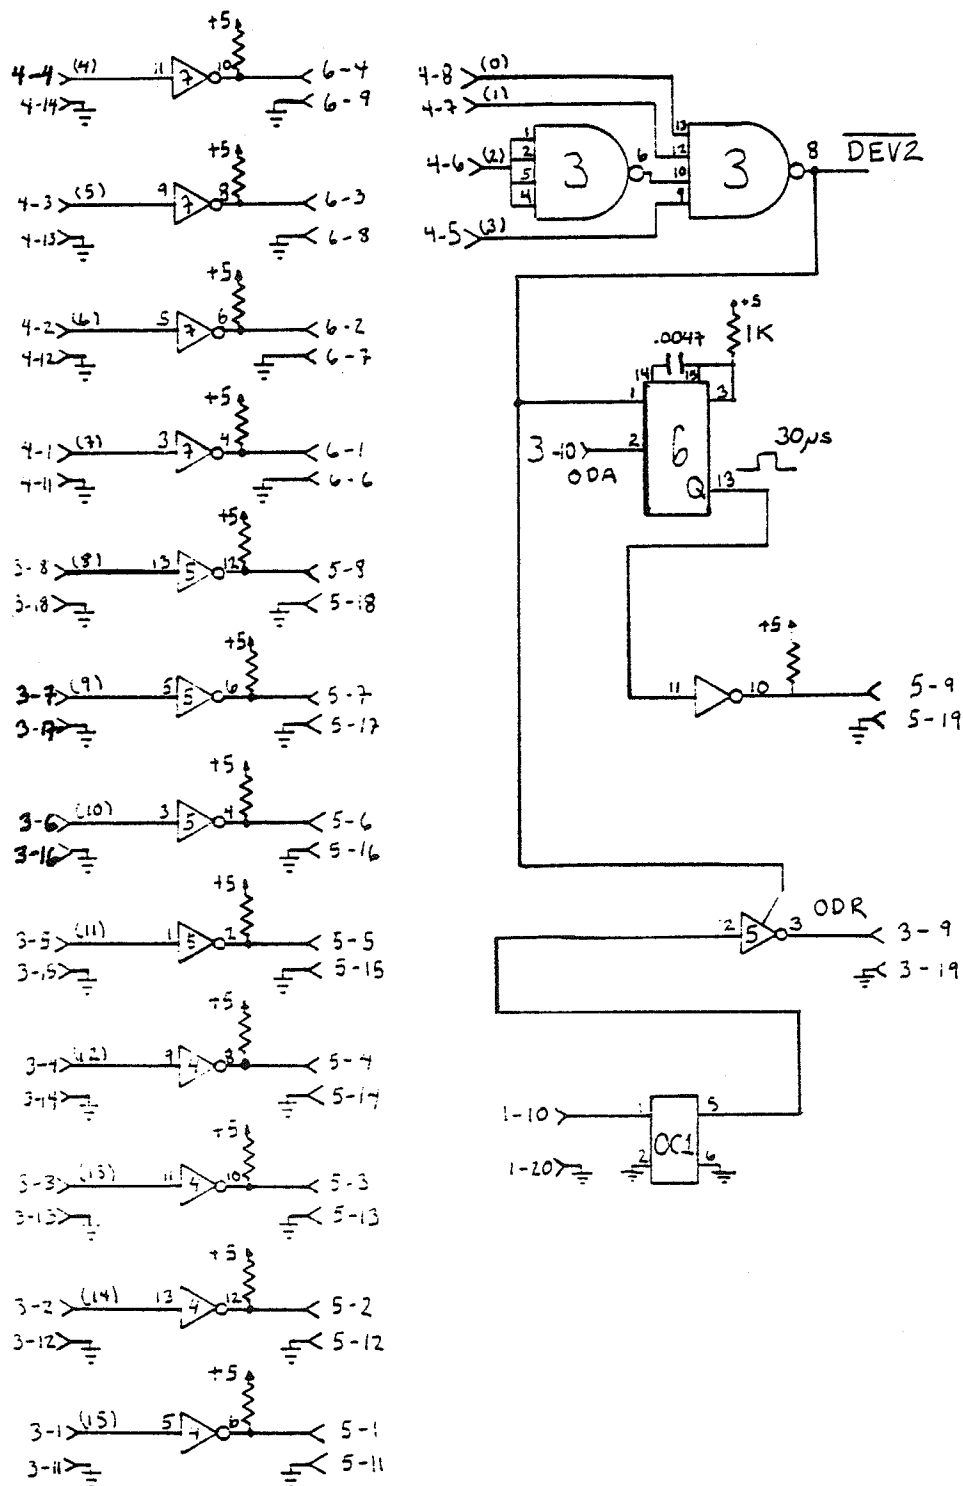 +5
4-4 (4) 11 7 10 6-4
4-14 6-9
+5
4-3 (5) 9 7 8 6-3
4-13 6-8
+5
4-2 (6) 5 7 6 6-2
4-12 6-7
+5
4-1 (7) 3 7 4 6-1
4-11 6-6
+5
3-8 (8) 13 5 12 5-8
3-18 5-18
+5
3-7 (9) 5 5 6 5-7
3-17 5-17
+5
3-6 (10) 3 5 4 5-6
3-16 5-16
+5
3-5 (11) 1 5 2 5-5
3-15 5-15
+5
3-4 (12) 9 4 8 5-4
3-14 5-14
+5
3-3 (13) 11 4 10 5-3
3-13 5-13
+5
3-2 (14) 13 4 12 5-2
3-12 5-12
+5
3-1 (15) 5 4 6 5-1
3-11 5-11
4-8 (0)
4-7 (1)
4-6 (2)
4-5 (3)
1
2
5
4
3
6
13
12
10
9
3
8
DEV2
+5
1K
.0047
14 15
1 3
3-10 2
ODA
6
Q 13
30μs
+5
11 10 5-9
5-19
2 5 3 ODR 3-9
3-19
1-10 1 5
OC1
1-20 2 6